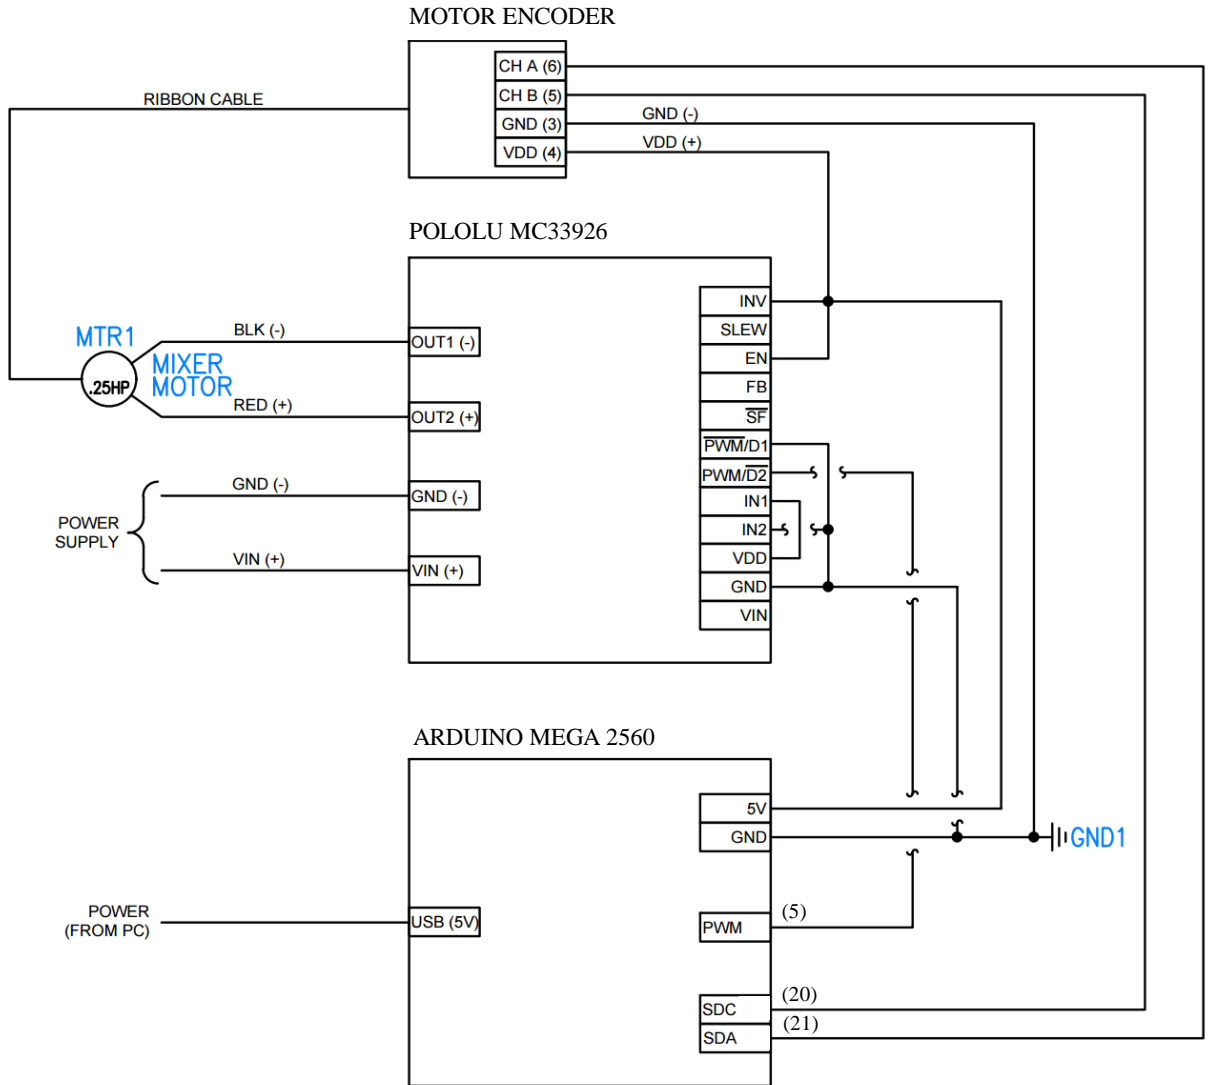 MOTOR ENCODER
CH A (6)
CH B (5)
GND (3)
VDD (4)
RIBBON CABLE
GND (-)
VDD (+)
POLOLU MC33926
INV
SLEW
EN
FB
SF
PWM/D1
PWM/D2
IN1
IN2
VDD
GND
VIN
OUT1 (-)
OUT2 (+)
GND (-)
VIN (+)
MTR1
.25HP
MIXER
MOTOR
BLK (-)
RED (+)
POWER
SUPPLY
GND (-)
VIN (+)
ARDUINO MEGA 2560
5V
GND
GND1
POWER
(FROM PC)
USB (5V)
PWM
(5)
SDC
(20)
SDA
(21)